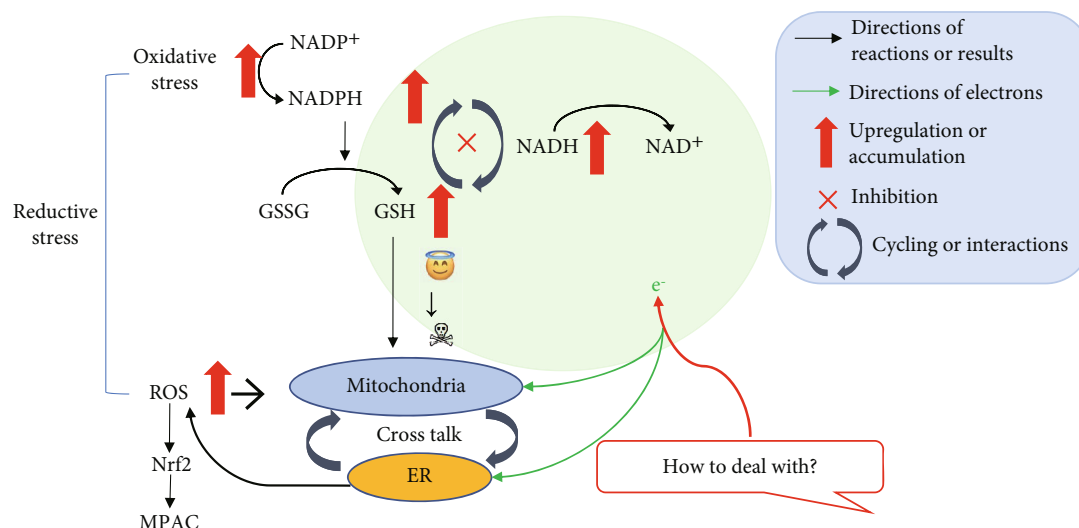 Oxidative
stress
NADP+
NADPH
GSSG
GSH
NADH
NAD+
Reductive
stress
e-
ROS
Mitochondria
Cross talk
ER
Nrf2
MPAC
How to deal with?
Directions of
reactions or results
Directions of electrons
Upregulation or
accumulation
Inhibition
Cycling or interactions